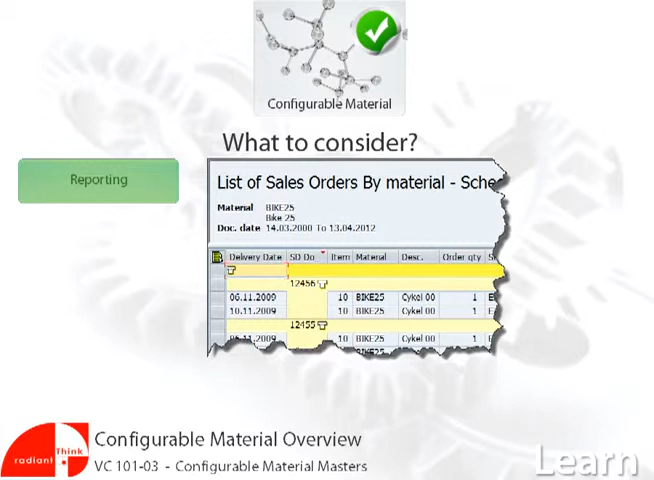 Configurable Material
What to consider?
Reporting
List of Sales Orders By material - Sche
Material BIKE25
Bike 25
Doc. date 14.03.2000 To 13.04.2012
Delivery Date SD Do Item Material Desc. Order qty
12456
06.11.2009 10 BIKE25 Cykel 00 1
10.11.2009 10 BIKE25 Cykel 00 1
12455
10 BIKE25 Cykel 00 1
Configurable Material Overview
radiant Think
VC 101-03 - Configurable Material Masters
Learn